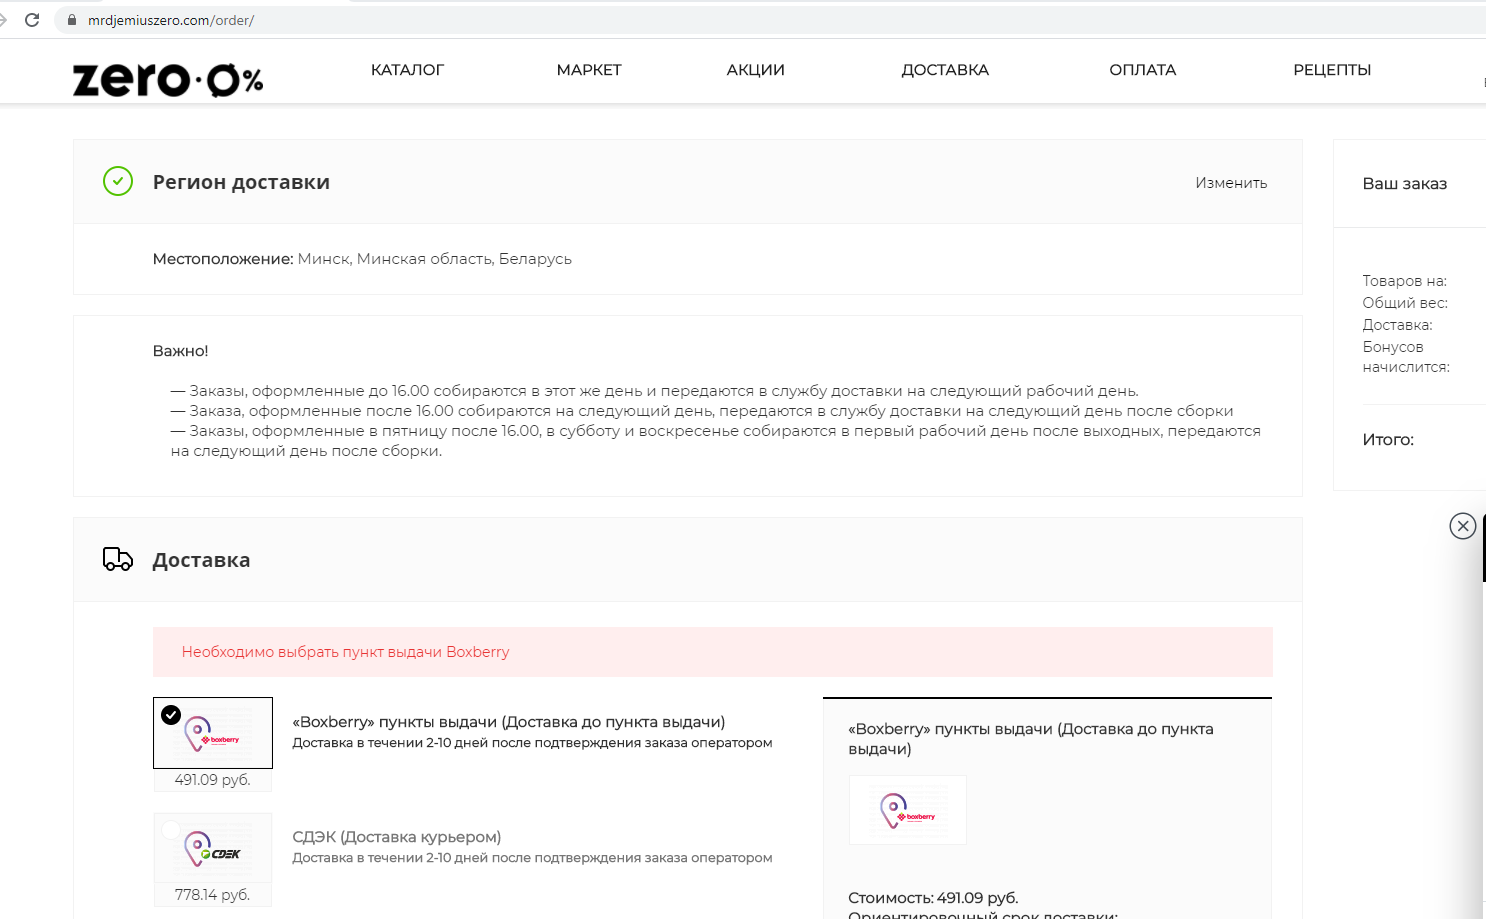 mrdjemiuszero.com/order/
zero·0%
КАТАЛОГ
МАРКЕТ
АКЦИИ
ДОСТАВКА
ОПЛАТА
РЕЦЕПТЫ
Регион доставки
Изменить
Местоположение: Минск, Минская область, Беларусь
Важно!
— Заказы, оформленные до 16.00 собираются в этот же день и передаются в службу доставки на следующий рабочий день.
— Заказа, оформленные после 16.00 собираются на следующий день, передаются в службу доставки на следующий день после сборки
— Заказы, оформленные в пятницу после 16.00, в субботу и воскресенье собираются в первый рабочий день после выходных, передаются
на следующий день после сборки.
Доставка
Необходимо выбрать пункт выдачи Boxberry
boxberry
491.09 руб.
«Boxberry» пункты выдачи (Доставка до пункта выдачи)
Доставка в течении 2-10 дней после подтверждения заказа оператором
CDEK
778.14 руб.
СДЭК (Доставка курьером)
Доставка в течении 2-10 дней после подтверждения заказа оператором
«Boxberry» пункты выдачи (Доставка до пункта
выдачи)
boxberry
Стоимость: 491.09 руб.
Ориентировочный срок доставки:
Ваш заказ
Товаров на:
Общий вес:
Доставка:
Бонусов
начислится:
Итого: